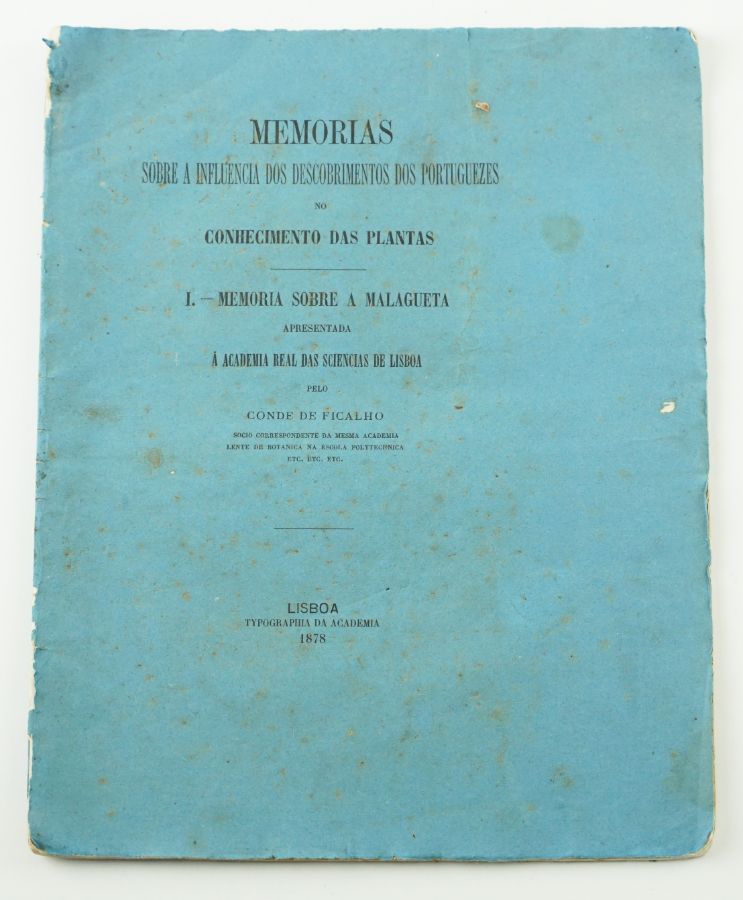 MEMORIAS
SOBRE A INFLUENCIA DOS DESCOBRIMENTOS DOS PORTUGUEZES
NO
CONHECIMENTO DAS PLANTAS
I. — MEMORIA SOBRE A MALAGUETA
APRESENTADA
Á ACADEMIA REAL DAS SCIENCIAS DE LISBOA
PELO
CONDE DE FICALHO
SOCIO CORRESPONDENTE DA MESMA ACADEMIA
LENTE DE BOTANICA NA ESCOLA POLYTECHNICA
ETC. ETC. ETC.
LISBOA
TYPOGRAPHIA DA ACADEMIA
1878